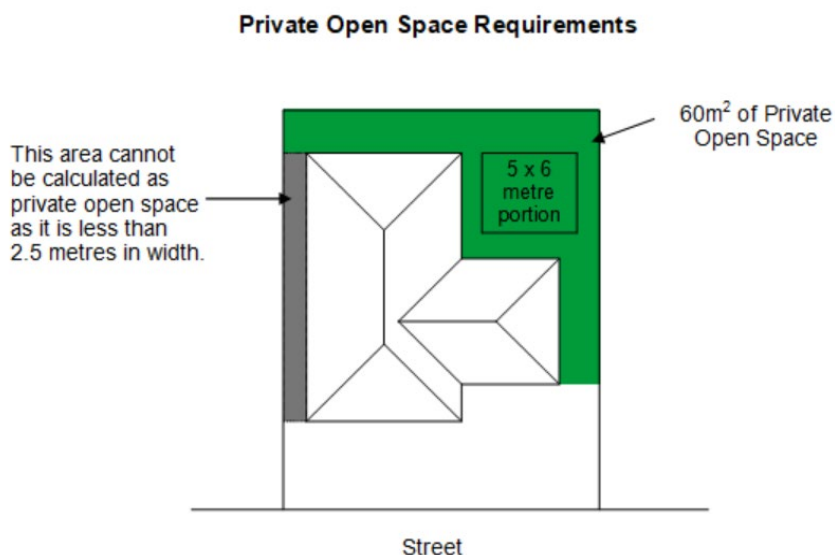 Private Open Space Requirements
60m² of Private
Open Space
This area cannot
be calculated as
private open space
as it is less than
2.5 metres in width.
5 x 6
metre
portion
Street